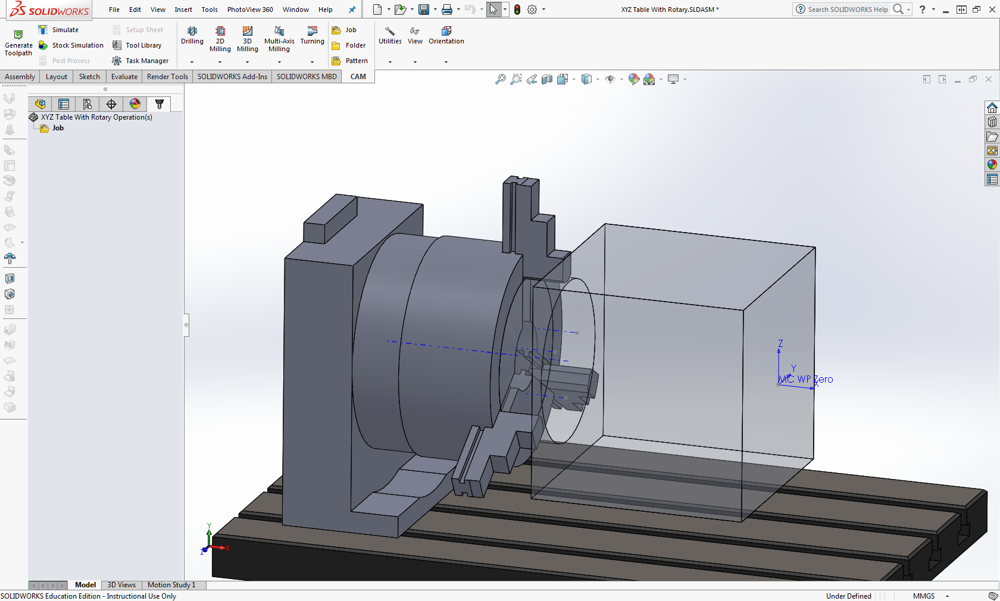 SOLIDWORKS File Edit View Insert Tools PhotoView 360 Window Help XYZ Table With Rotary.SLDASM * Search SOLIDWORKS Help ?
Generate Toolpath
Simulate
Stock Simulation
Post Process
Setup Sheet
Tool Library
Task Manager
Drilling
2D Milling
3D Milling
Multi-Axis Milling
Turning
Job
Folder
Pattern
Utilities
View
Orientation
Assembly Layout Sketch Evaluate Render Tools SOLIDWORKS Add-Ins SOLIDWORKS MBD CAM
XYZ Table With Rotary Operation(s)
Job
Z
Y
MC WP Zero
X
Y
X
Z
Model 3D Views Motion Study 1
SOLIDWORKS Education Edition - Instructional Use Only Under Defined MMGS